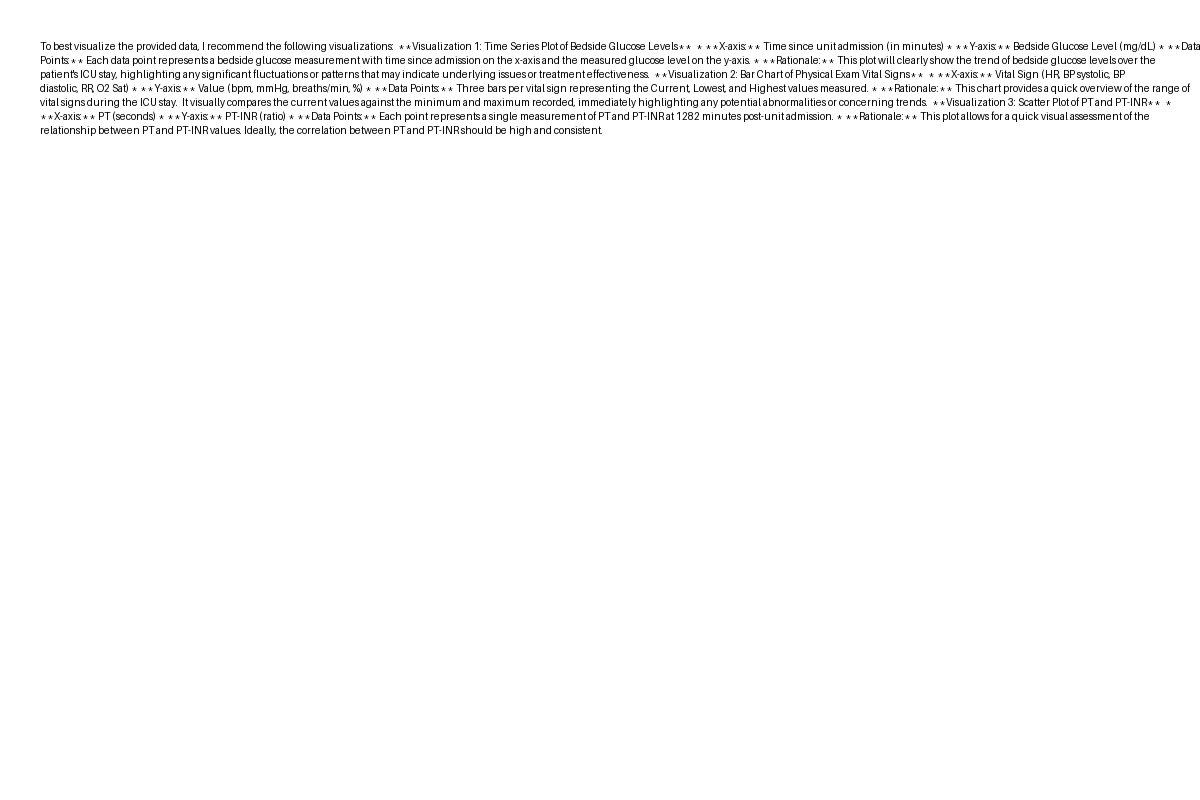 To best visualize the provided data, I recommend the following visualizations:  **Visualization 1: Time Series Plot of Bedside Glucose Levels**  * **X-axis:** Time since unit admission (in minutes) * **Y-axis:** Bedside Glucose Level (mg/dL) * **Data
Points:** Each data point represents a bedside glucose measurement with time since admission on the x-axis and the measured glucose level on the y-axis. * **Rationale:** This plot will clearly show the trend of bedside glucose levels over the
patient's ICU stay, highlighting any significant fluctuations or patterns that may indicate underlying issues or treatment effectiveness.  **Visualization 2: Bar Chart of Physical Exam Vital Signs**  * **X-axis:** Vital Sign (HR, BP systolic, BP
diastolic, RR, O2 Sat) * **Y-axis:** Value (bpm, mmHg, breaths/min, %) * **Data Points:** Three bars per vital sign representing the Current, Lowest, and Highest values measured. * **Rationale:** This chart provides a quick overview of the range of
vital signs during the ICU stay.  It visually compares the current values against the minimum and maximum recorded, immediately highlighting any potential abnormalities or concerning trends.  **Visualization 3: Scatter Plot of PT and PT-INR**  *
**X-axis:** PT (seconds) * **Y-axis:** PT-INR (ratio) * **Data Points:** Each point represents a single measurement of PT and PT-INR at 1282 minutes post-unit admission. * **Rationale:** This plot allows for a quick visual assessment of the
relationship between PT and PT-INR values. Ideally, the correlation between PT and PT-INR should be high and consistent.